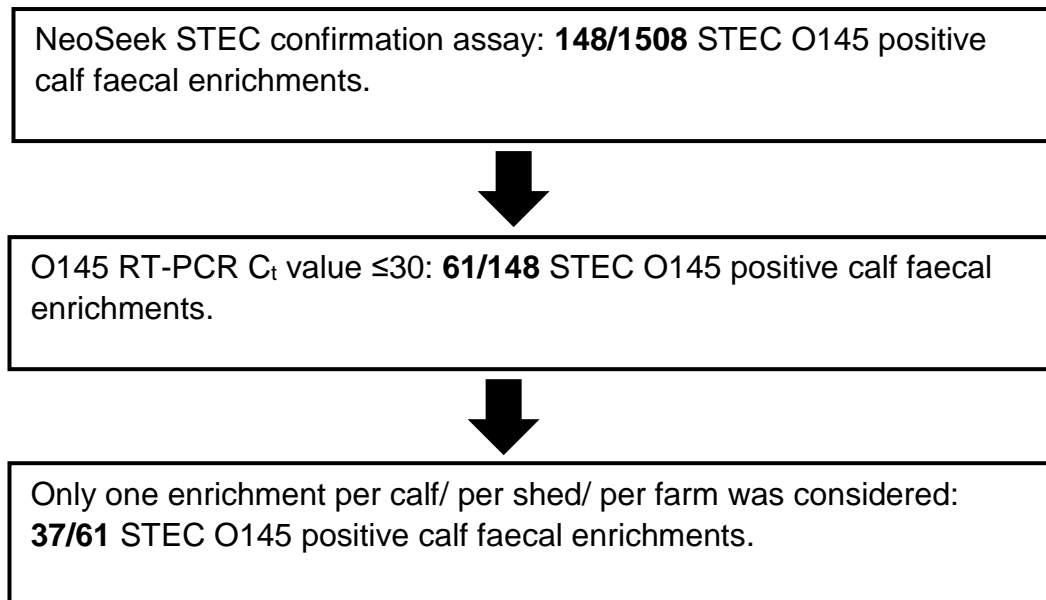 NeoSeek STEC confirmation assay: 148/1508 STEC O145 positive
calf faecal enrichments.
O145 RT-PCR Ct value ≤30: 61/148 STEC O145 positive calf faecal
enrichments.
Only one enrichment per calf/ per shed/ per farm was considered:
37/61 STEC O145 positive calf faecal enrichments.